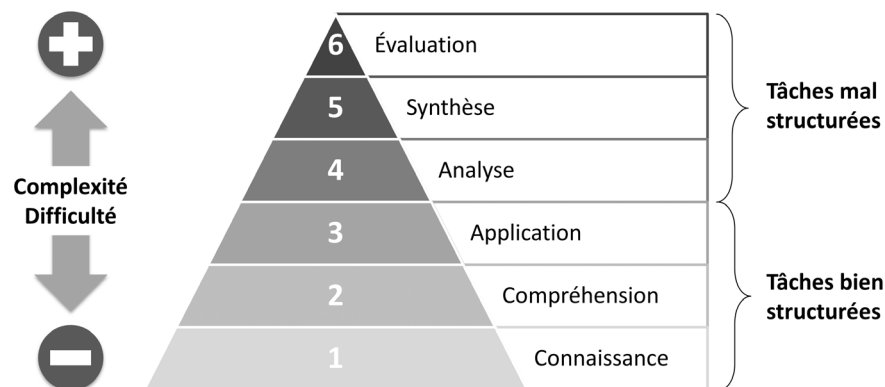 6 Évaluation
5 Synthèse
4 Analyse
3 Application
2 Compréhension
1 Connaissance
Complexité
Difficulté
Tâches mal
structurées
Tâches bien
structurées